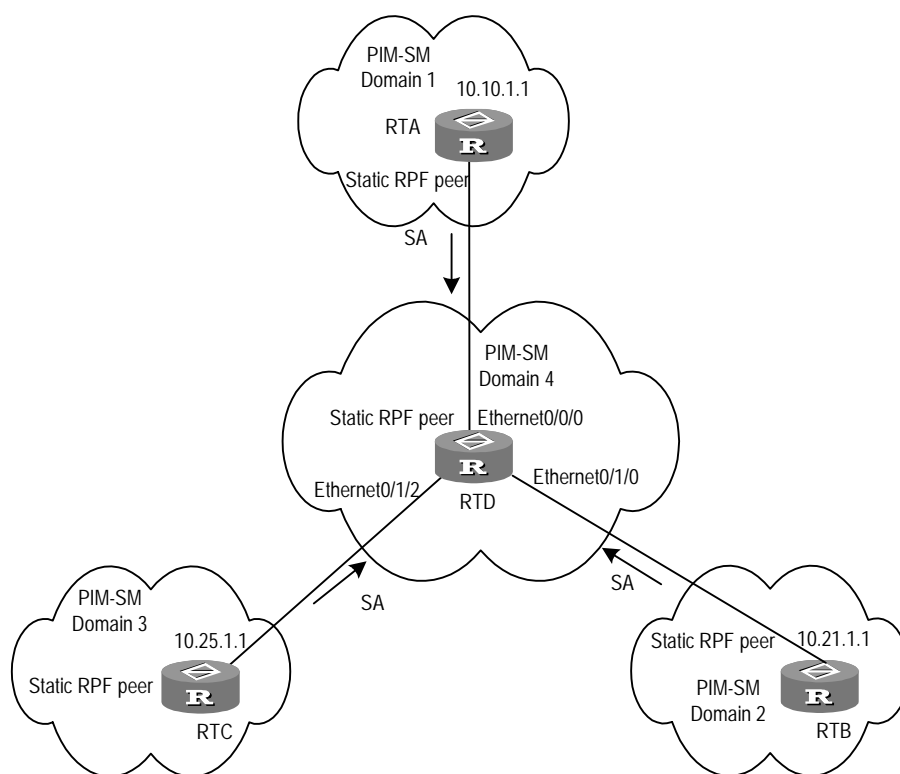 PIM-SM
Domain 1
10.10.1.1
RTA
R
Static RPF peer
SA
PIM-SM
Domain 4
Static RPF peer
Ethernet0/0/0
R
Ethernet0/1/2
Ethernet0/1/0
RTD
SA
SA
PIM-SM
Domain 3
10.25.1.1
Static RPF peer
R
RTC
Static RPF peer
10.21.1.1
R
PIM-SM
Domain 2
RTB